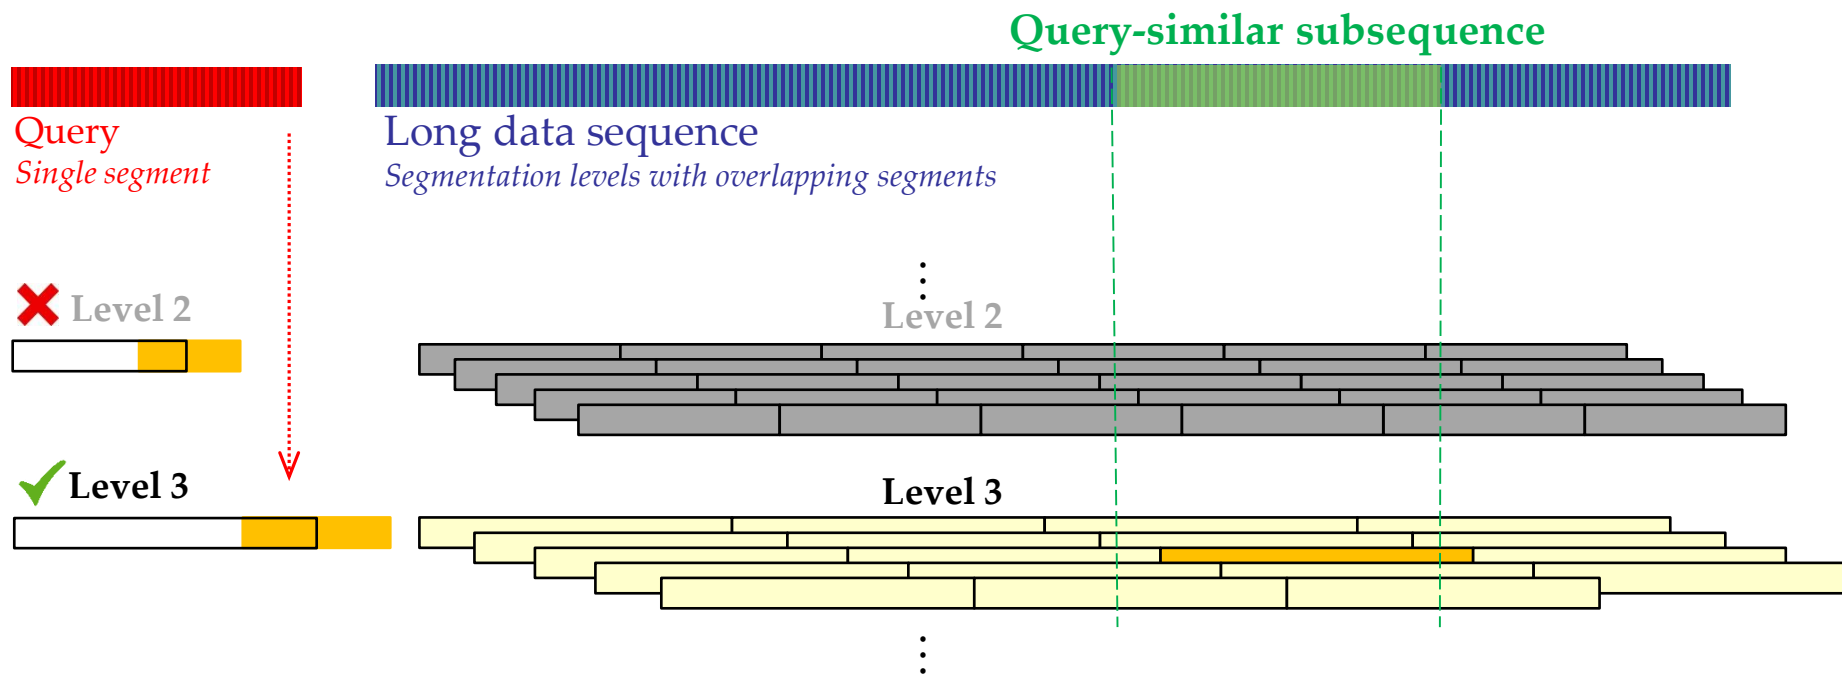 Query-similar subsequence
Query
Single segment
Long data sequence
Segmentation levels with overlapping segments
Level 2
Level 2
Level 3
Level 3